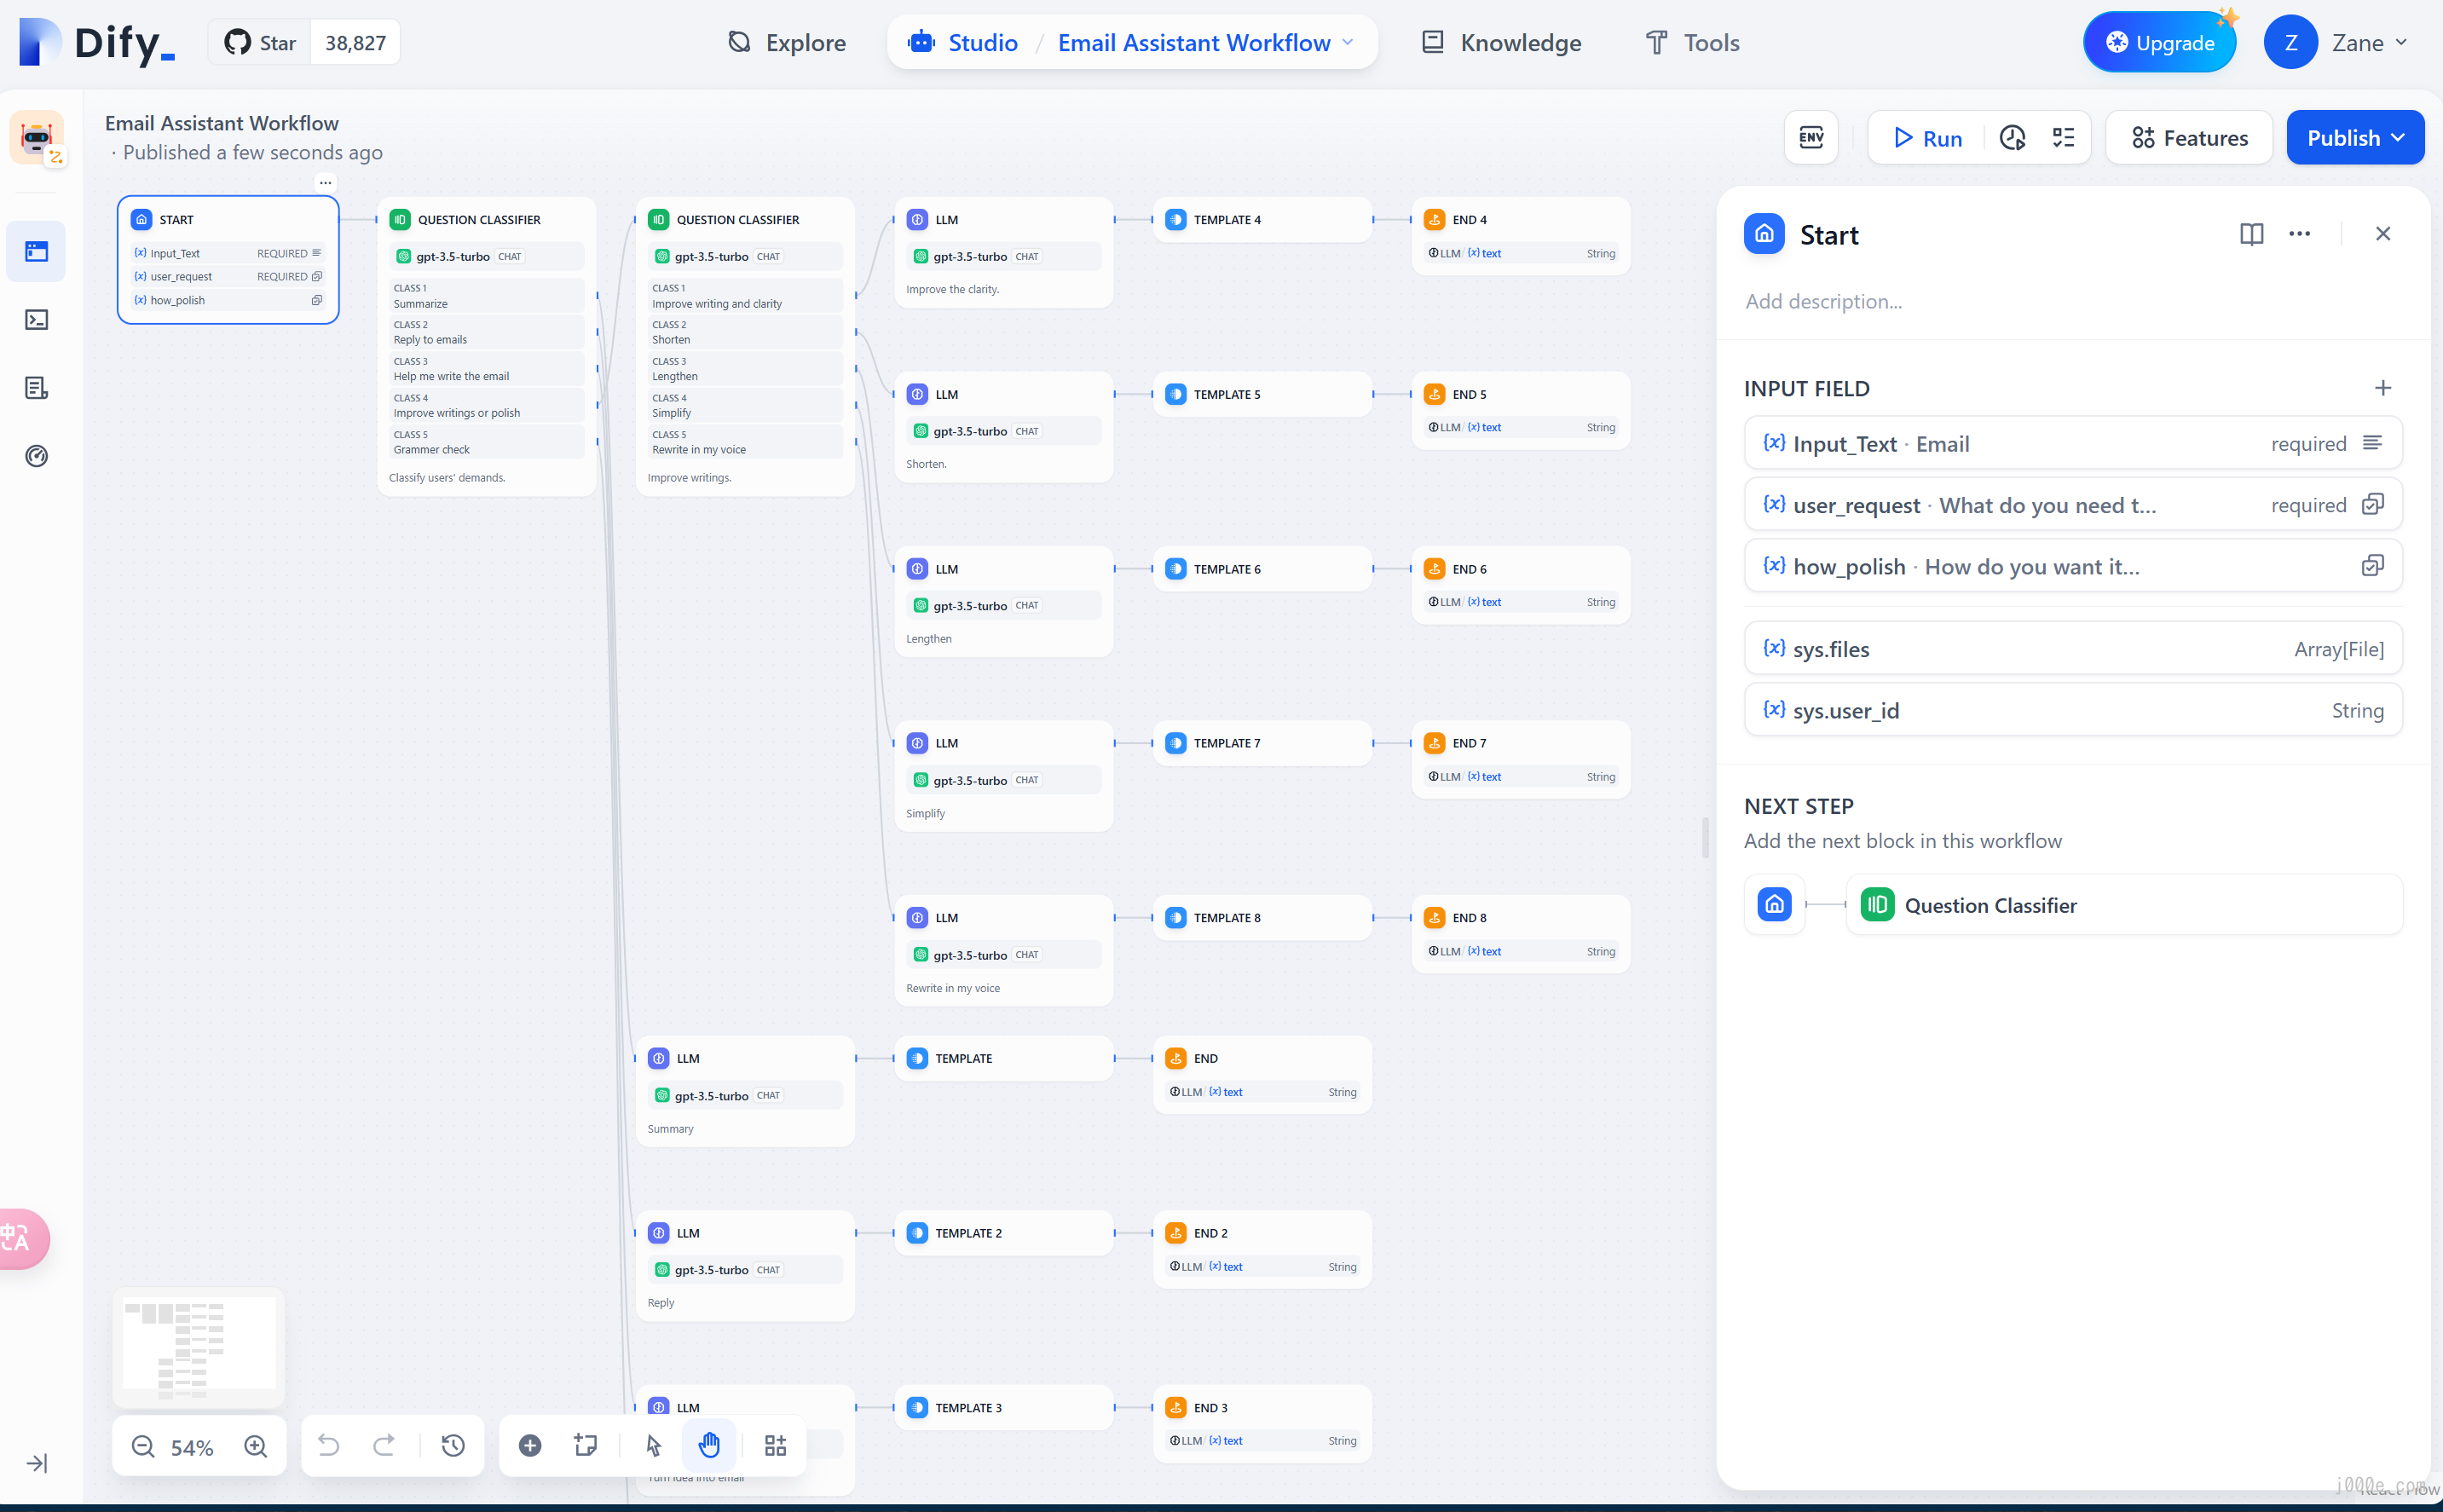 Dify_
Star 38,827
Explore
Studio / Email Assistant Workflow
Knowledge
Tools
Upgrade
Z Zane
Email Assistant Workflow
· Published a few seconds ago
ENV
Run
Features
Publish
START
{x} Input_Text REQUIRED
{x} user_request REQUIRED
{x} how_polish
QUESTION CLASSIFIER
gpt-3.5-turbo CHAT
CLASS 1
Summarize
CLASS 2
Reply to emails
CLASS 3
Help me write the email
CLASS 4
Improve writings or polish
CLASS 5
Grammer check
Classify users' demands.
QUESTION CLASSIFIER
gpt-3.5-turbo CHAT
CLASS 1
Improve writing and clarity
CLASS 2
Shorten
CLASS 3
Lengthen
CLASS 4
Simplify
CLASS 5
Rewrite in my voice
Improve writings.
LLM
gpt-3.5-turbo CHAT
Improve the clarity.
TEMPLATE 4
END 4
LLM / {x} text String
LLM
gpt-3.5-turbo CHAT
Shorten.
TEMPLATE 5
END 5
LLM / {x} text String
LLM
gpt-3.5-turbo CHAT
Lengthen
TEMPLATE 6
END 6
LLM / {x} text String
LLM
gpt-3.5-turbo CHAT
Simplify
TEMPLATE 7
END 7
LLM / {x} text String
LLM
gpt-3.5-turbo CHAT
Rewrite in my voice
TEMPLATE 8
END 8
LLM / {x} text String
LLM
gpt-3.5-turbo CHAT
Summary
TEMPLATE
END
LLM / {x} text String
LLM
gpt-3.5-turbo CHAT
Reply
TEMPLATE 2
END 2
LLM / {x} text String
LLM
Turn idea into email
TEMPLATE 3
END 3
LLM / {x} text String
中A
54%
Start
Add description...
INPUT FIELD
{x} Input_Text · Email required
{x} user_request · What do you need t... required
{x} how_polish · How do you want it...
{x} sys.files Array[File]
{x} sys.user_id String
NEXT STEP
Add the next block in this workflow
Question Classifier
j000e.com
React Flow